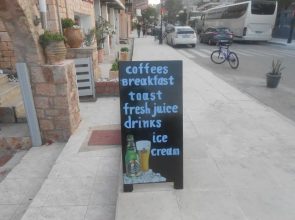 coffees
breakfast
toast
fresh juice
drinks
ice
cream